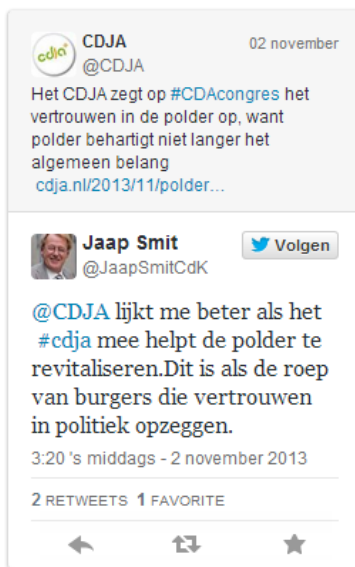 cdja
CDJA
02 november
@CDJA
Het CDJA zegt op #CDAcongres het
vertrouwen in de polder op, want
polder behartigt niet langer het
algemeen belang
cdja.nl/2013/11/polder…
Jaap Smit
Volgen
@JaapSmitCdK
@CDJA lijkt me beter als het
#cdja mee helpt de polder te
revitaliseren.Dit is als de roep
van burgers die vertrouwen
in politiek opzeggen.
3:20 's middags - 2 november 2013
2 RETWEETS 1 FAVORITE